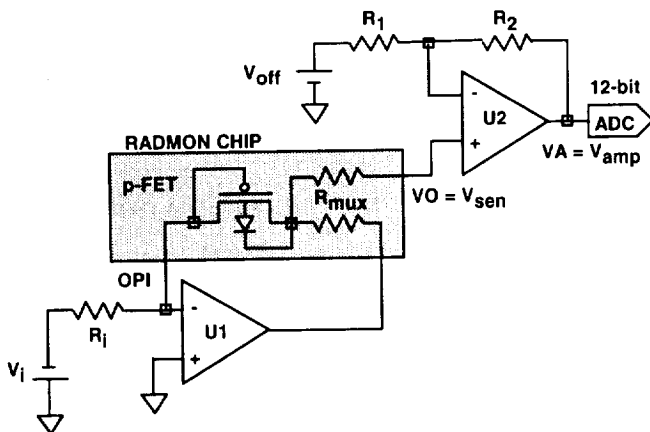 R1
R2
Voff
-
U2
+
12-bit
ADC
VA = Vamp
RADMON CHIP
p-FET
Rmux
VO = Vsen
OPI
Ri
-
U1
+
Vi